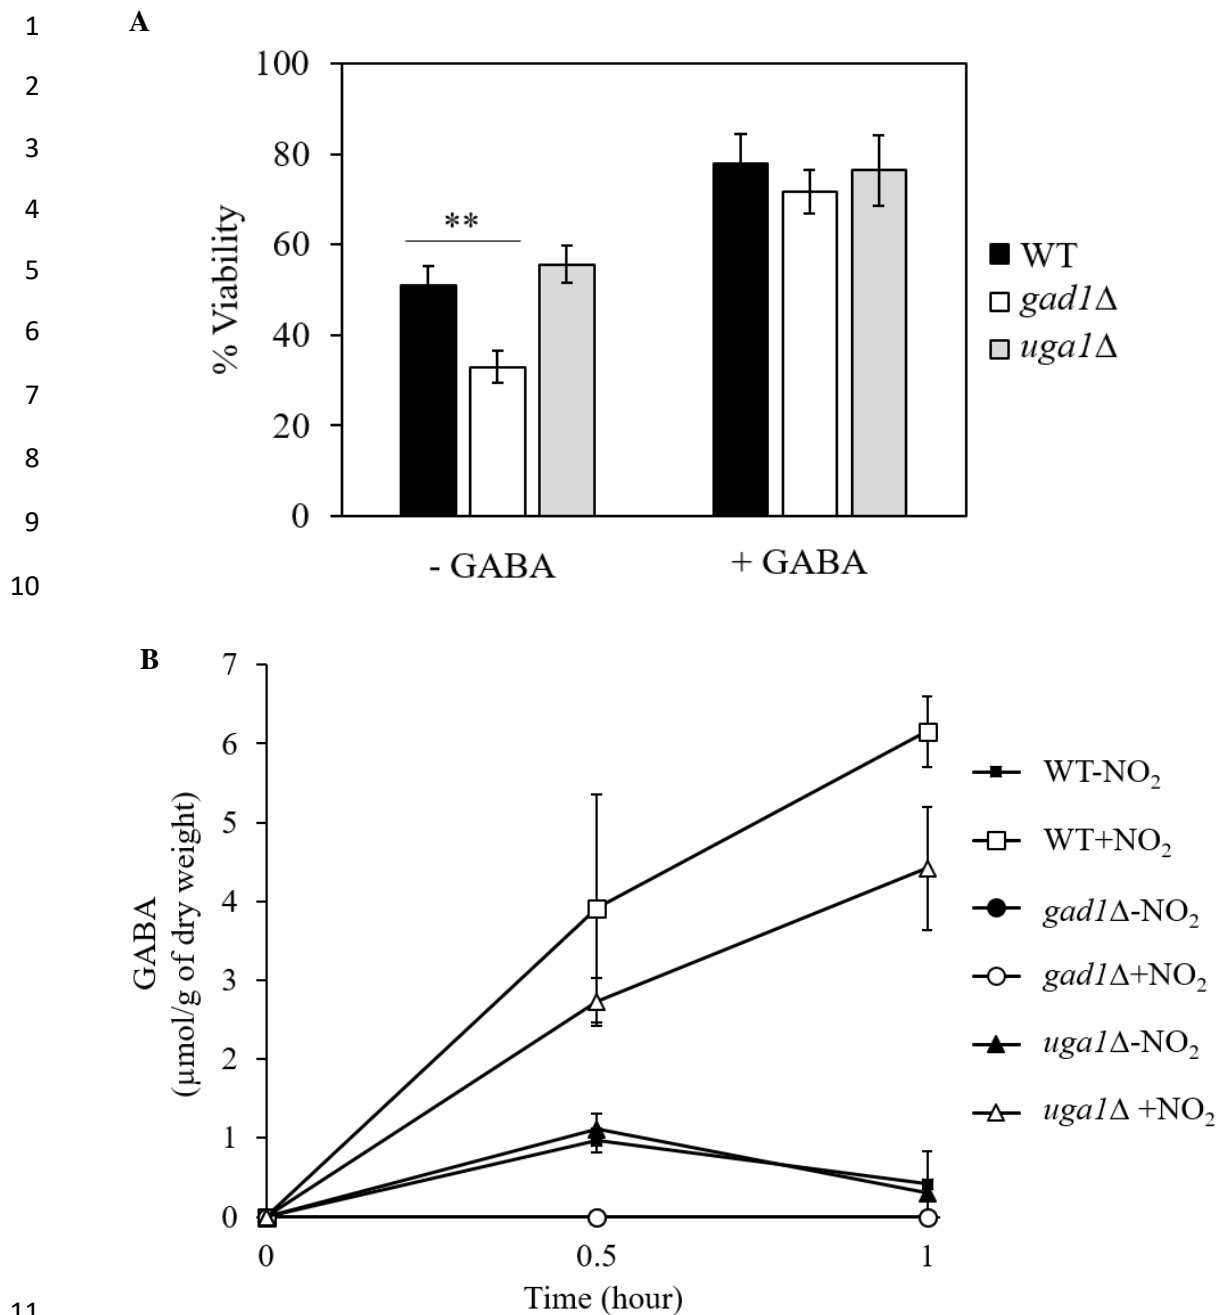 1
A
2
3
4
5
6
7
8
9
10
100
80
60
40
20
0
% Viability
**
- GABA
+ GABA
WT
gad1Δ
uga1Δ
B
7
6
5
4
3
2
1
0
GABA
(μmol/g of dry weight)
0
0.5
1
Time (hour)
WT-NO₂
WT+NO₂
gad1Δ-NO₂
gad1Δ+NO₂
uga1Δ-NO₂
uga1Δ +NO₂
11